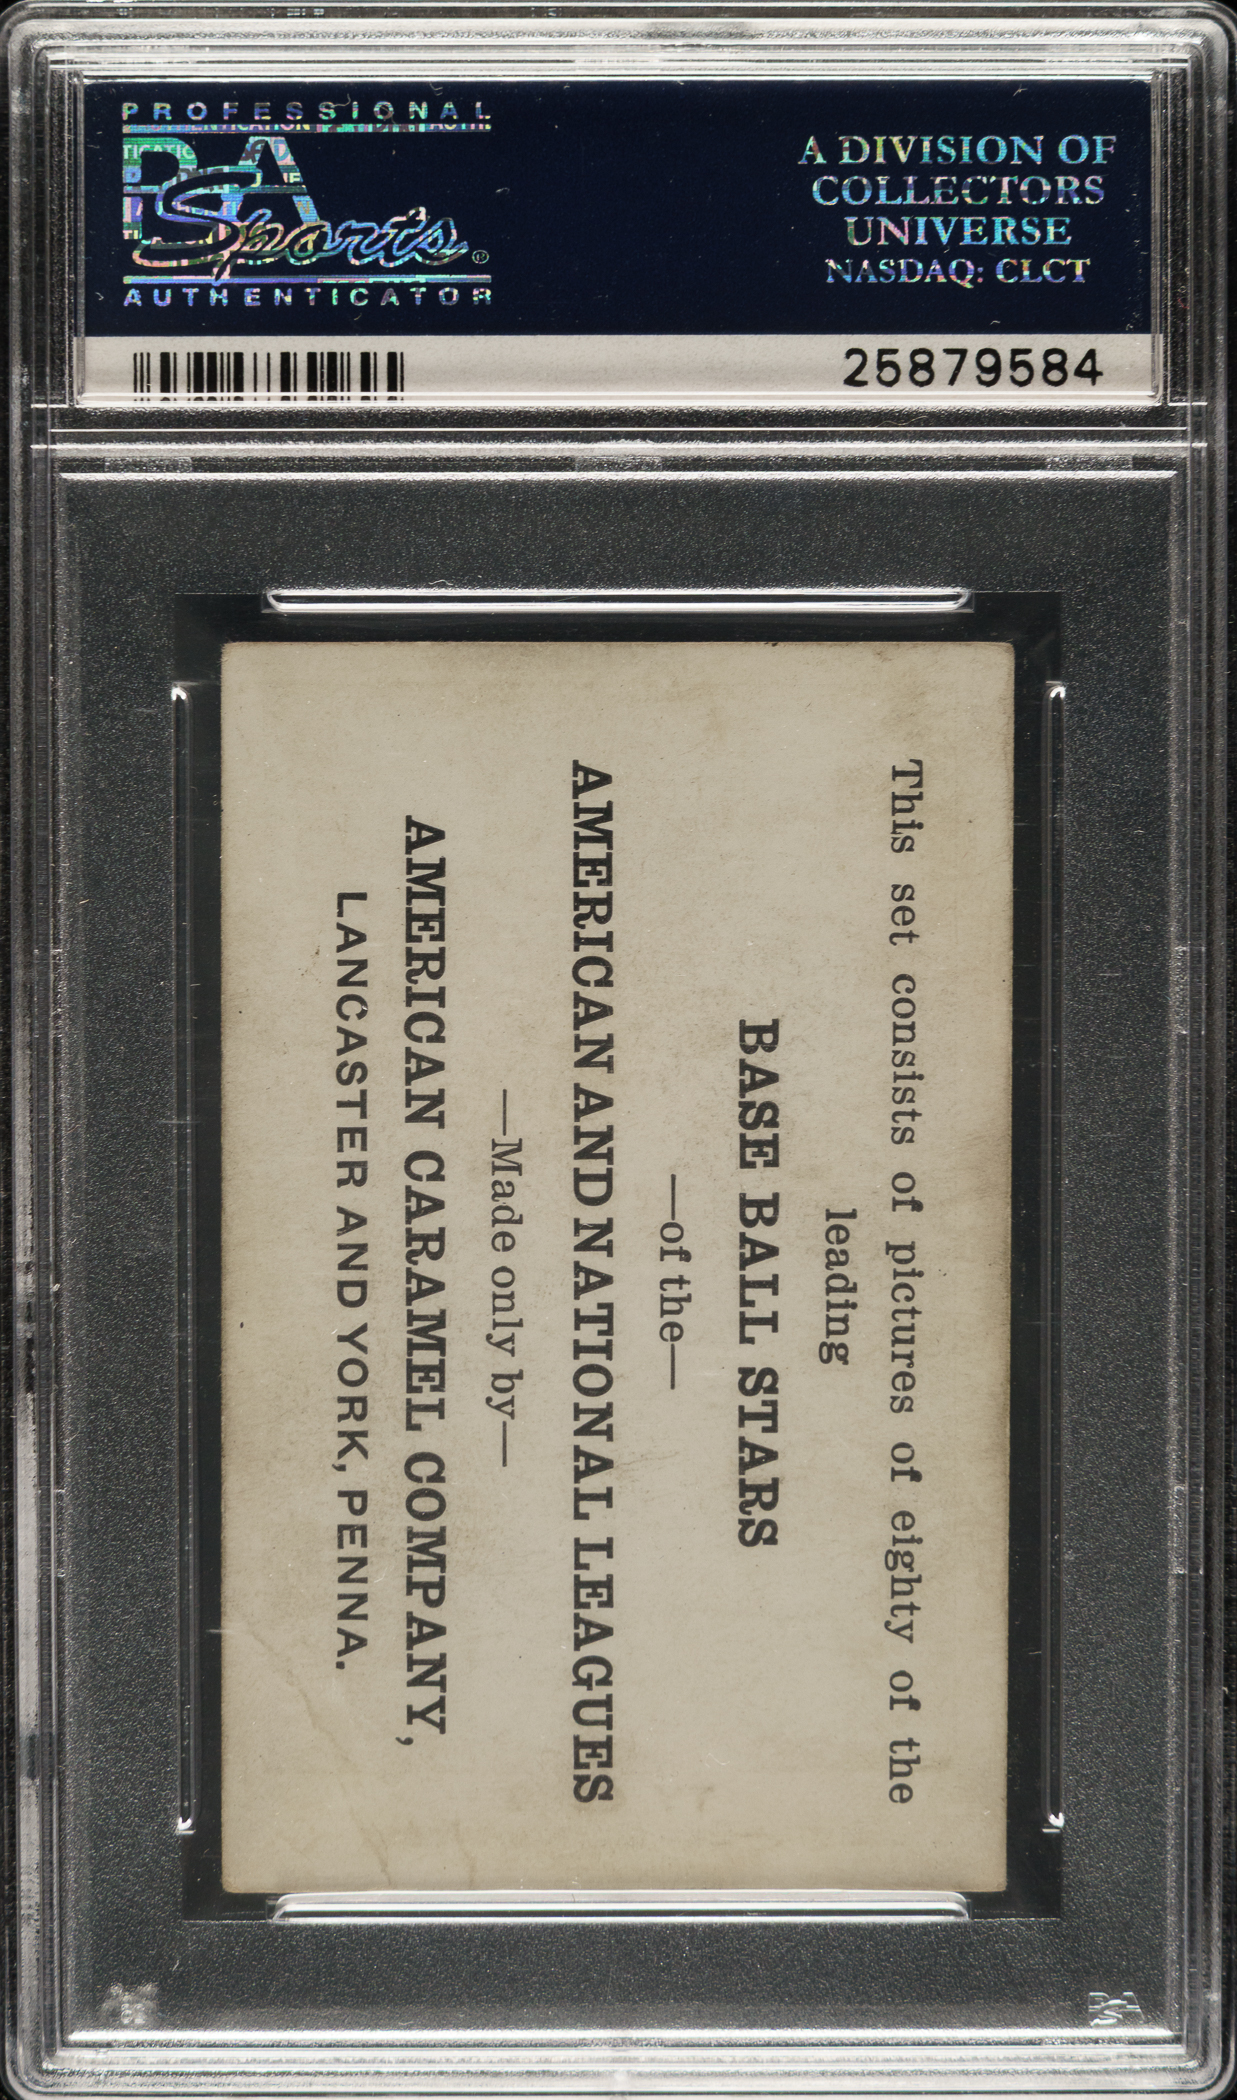 PROFESSIONAL
PSA
Sports®
AUTHENTICATOR
A DIVISION OF
COLLECTORS
UNIVERSE
NASDAQ: CLCT
25879584
This set consists of pictures of eighty of the
leading
BASE BALL STARS
—of the—
AMERICAN AND NATIONAL LEAGUES
—Made only by—
AMERICAN CARAMEL COMPANY,
LANCASTER AND YORK, PENNA.
PSA